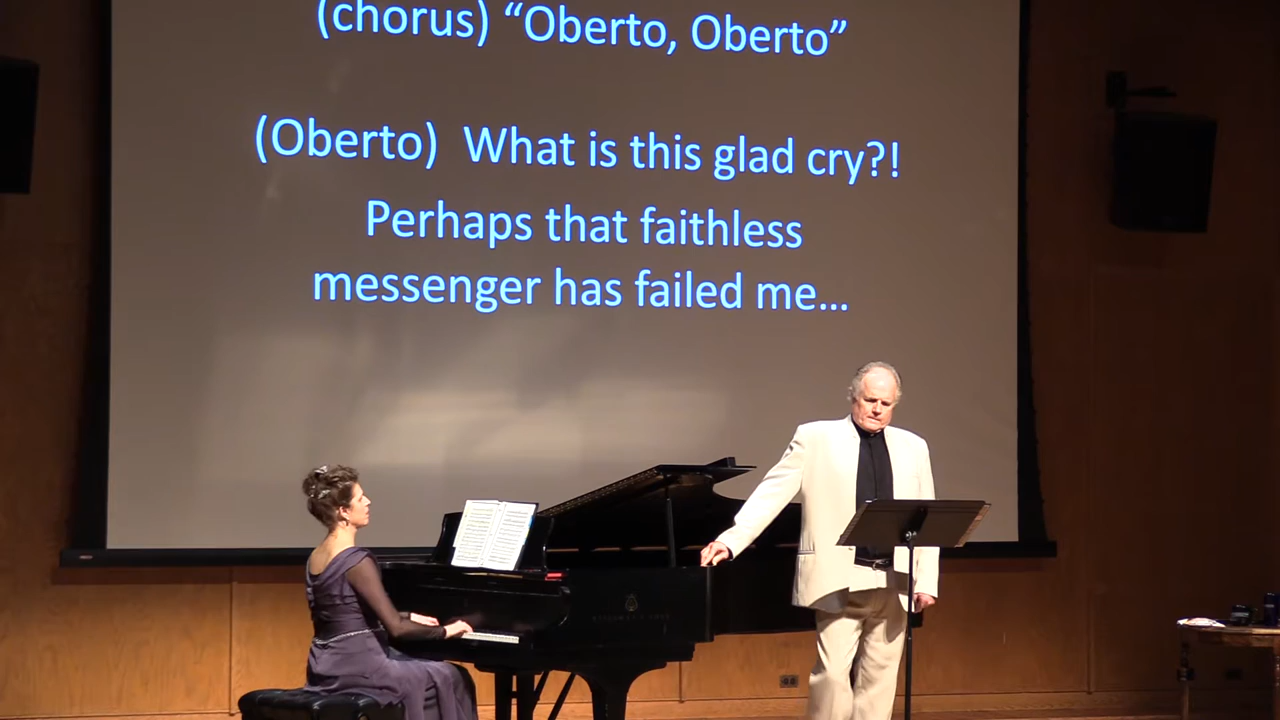 (chorus) “Oberto, Oberto”
(Oberto) What is this glad cry?!
Perhaps that faithless
messenger has failed me...